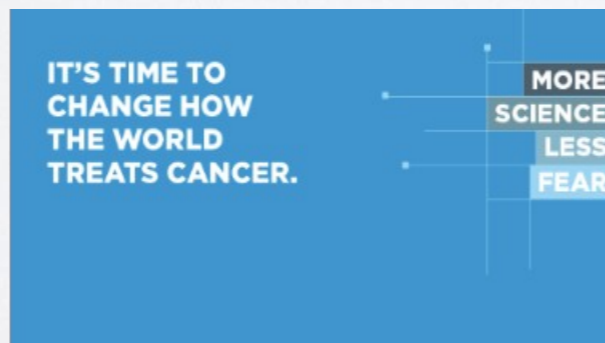 IT'S TIME TO
CHANGE HOW
THE WORLD
TREATS CANCER.
MORE
SCIENCE
LESS
FEAR